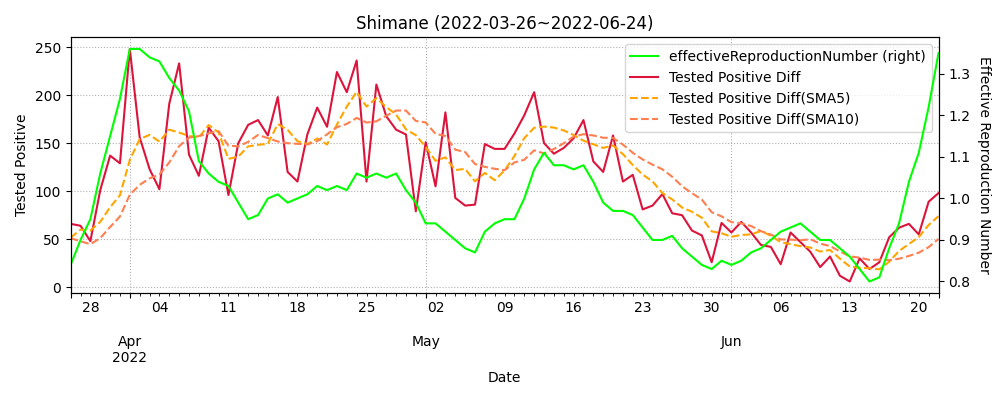 Shimane (2022-03-26~2022-06-24)
effectiveReproductionNumber (right)
Tested Positive Diff
Tested Positive Diff(SMA5)
Tested Positive Diff(SMA10)
Tested Positive
250
200
150
100
50
0
Effective Reproduction Number
1.3
1.2
1.1
1.0
0.9
0.8
28 04 11 18 25 02 09 16 23 30 06 13 20
Apr May Jun
2022
Date